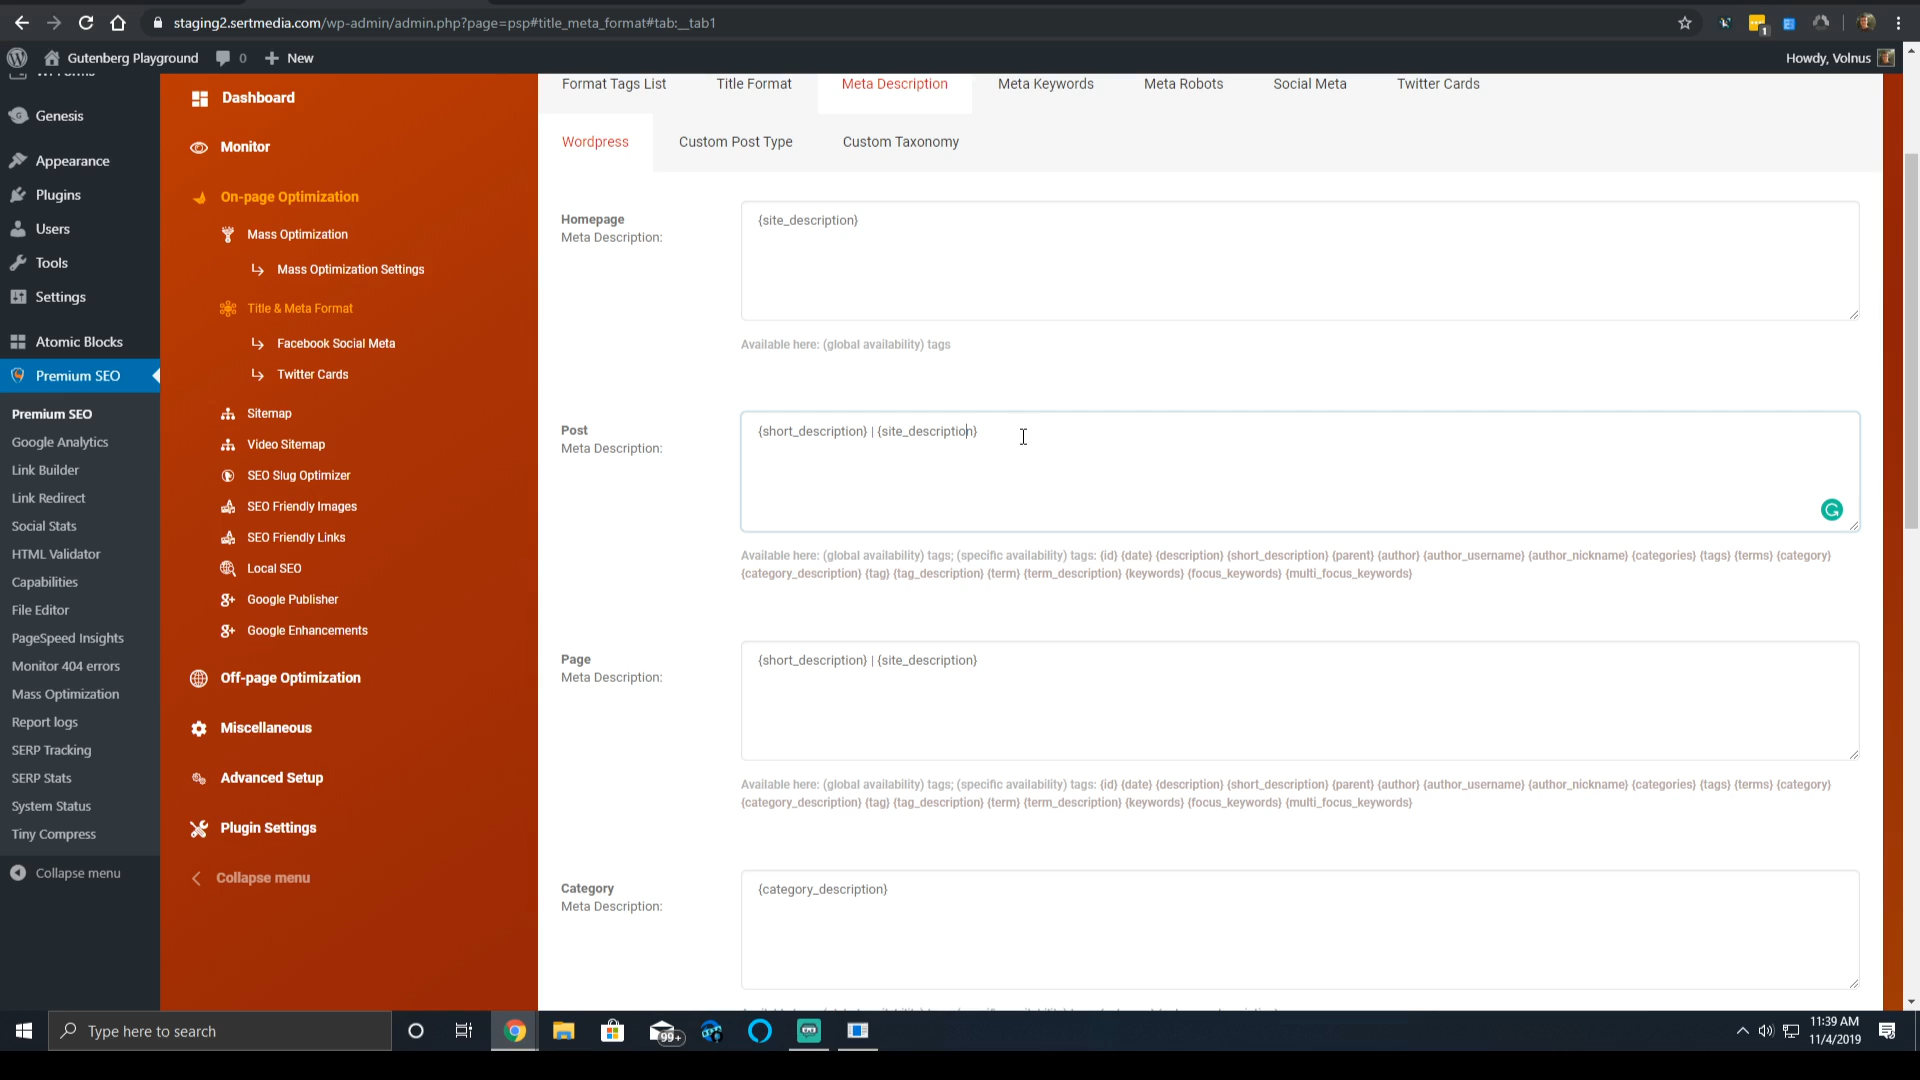 staging2.sertmedia.com/wp-admin/admin.php?page=psp#title_meta_format#tab:__tab1
1
Gutenberg Playground
0
New
Howdy, Volnus
Genesis
Appearance
Plugins
Users
Tools
Settings
Atomic Blocks
Premium SEO
Premium SEO
Google Analytics
Link Builder
Link Redirect
Social Stats
HTML Validator
Capabilities
File Editor
PageSpeed Insights
Monitor 404 errors
Mass Optimization
Report logs
SERP Tracking
SERP Stats
System Status
Tiny Compress
Collapse menu
Dashboard
Monitor
On-page Optimization
Mass Optimization
Mass Optimization Settings
Title & Meta Format
Facebook Social Meta
Twitter Cards
Sitemap
Video Sitemap
SEO Slug Optimizer
SEO Friendly Images
SEO Friendly Links
Local SEO
Google Publisher
Google Enhancements
Off-page Optimization
Miscellaneous
Advanced Setup
Plugin Settings
Collapse menu
Format Tags List
Title Format
Meta Description
Meta Keywords
Meta Robots
Social Meta
Twitter Cards
Wordpress
Custom Post Type
Custom Taxonomy
Homepage
Meta Description:
{site_description}
Available here: (global availability) tags
Post
Meta Description:
{short_description} | {site_description}
Available here: (global availability) tags; (specific availability) tags: {id} {date} {description} {short_description} {parent} {author} {author_username} {author_nickname} {categories} {tags} {terms} {category}
{category_description} {tag} {tag_description} {term} {term_description} {keywords} {focus_keywords} {multi_focus_keywords}
Page
Meta Description:
{short_description} | {site_description}
Available here: (global availability) tags; (specific availability) tags: {id} {date} {description} {short_description} {parent} {author} {author_username} {author_nickname} {categories} {tags} {terms} {category}
{category_description} {tag} {tag_description} {term} {term_description} {keywords} {focus_keywords} {multi_focus_keywords}
Category
Meta Description:
{category_description}
Type here to search
99+
11:39 AM
11/4/2019